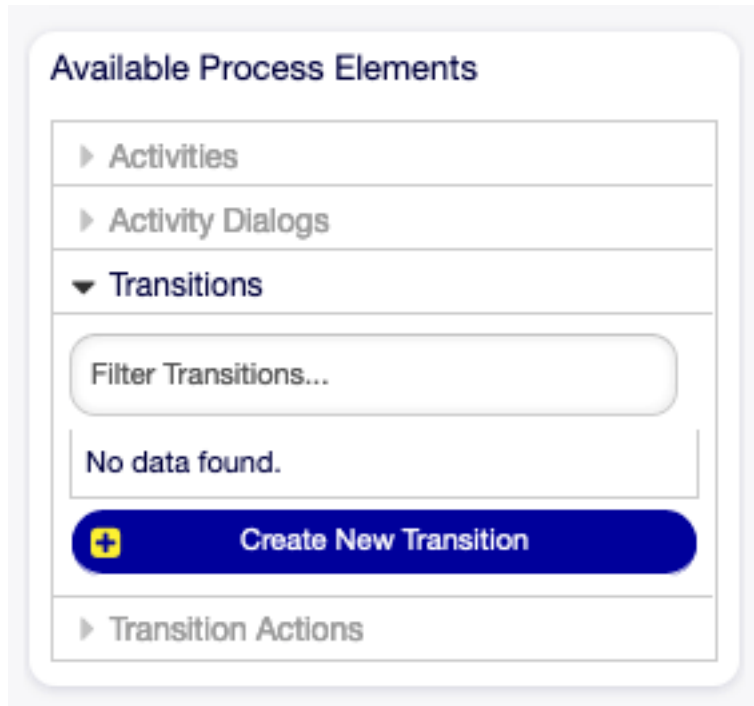 Available Process Elements
Activities
Activity Dialogs
Transitions
Filter Transitions...
No data found.
Create New Transition
Transition Actions